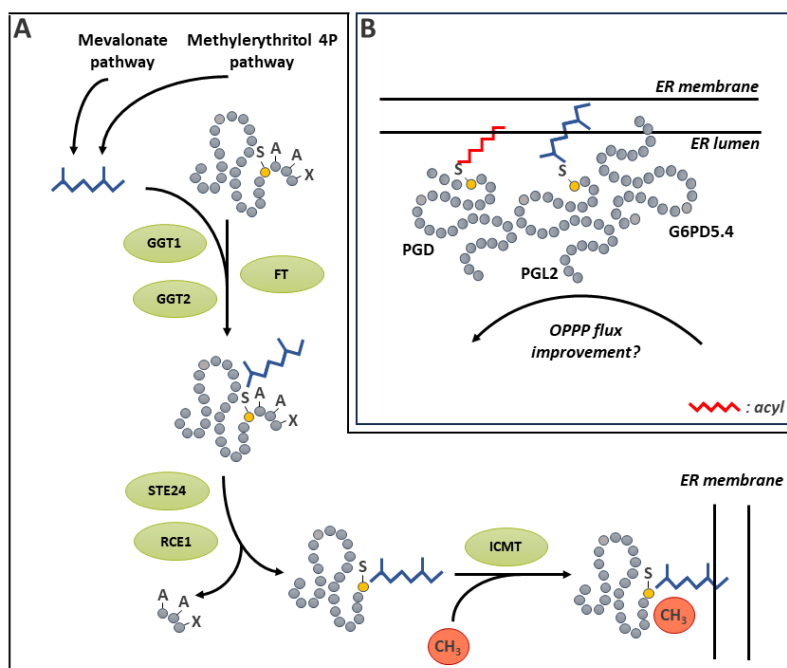 A
Mevalonate
pathway
Methylerythritol 4P
pathway
S
A
A
X
GGT1
GGT2
FT
S
A
A
X
STE24
RCE1
A
A
X
S
ICMT
CH3
S
CH3
ER membrane
B
ER membrane
ER lumen
S
S
PGD
PGL2
G6PD5.4
OPPP flux
improvement?
: acyl